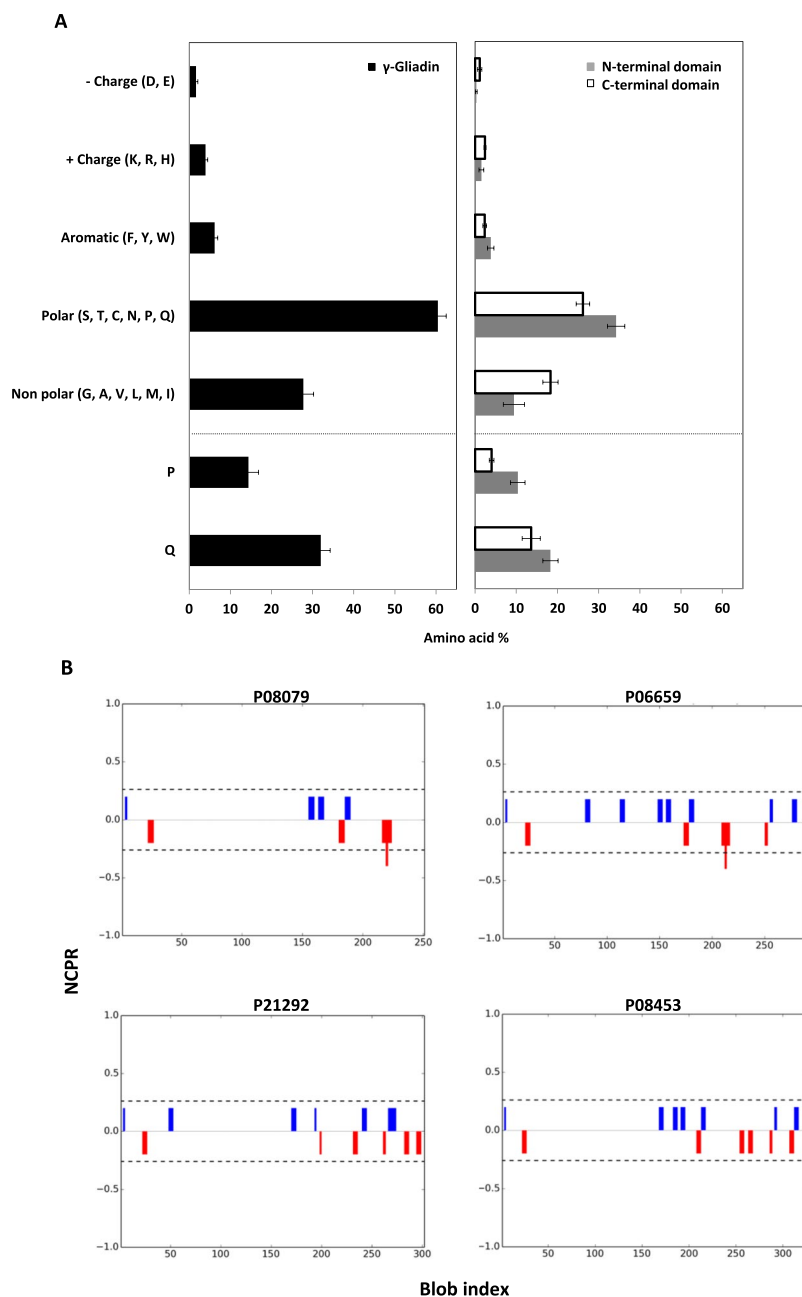 A
γ-Gliadin
N-terminal domain
C-terminal domain
- Charge (D, E)
+ Charge (K, R, H)
Aromatic (F, Y, W)
Polar (S, T, C, N, P, Q)
Non polar (G, A, V, L, M, I)
P
Q
0 10 20 30 40 50 60
0 10 20 30 40 50 60
Amino acid %
B
P08079
1.0
0.5
0.0
−0.5
−1.0
50 100 150 200 250
P06659
1.0
0.5
0.0
−0.5
−1.0
50 100 150 200 250
NCPR
P21292
1.0
0.5
0.0
−0.5
−1.0
50 100 150 200 250 300
P08453
1.0
0.5
0.0
−0.5
−1.0
50 100 150 200 250 300
Blob index